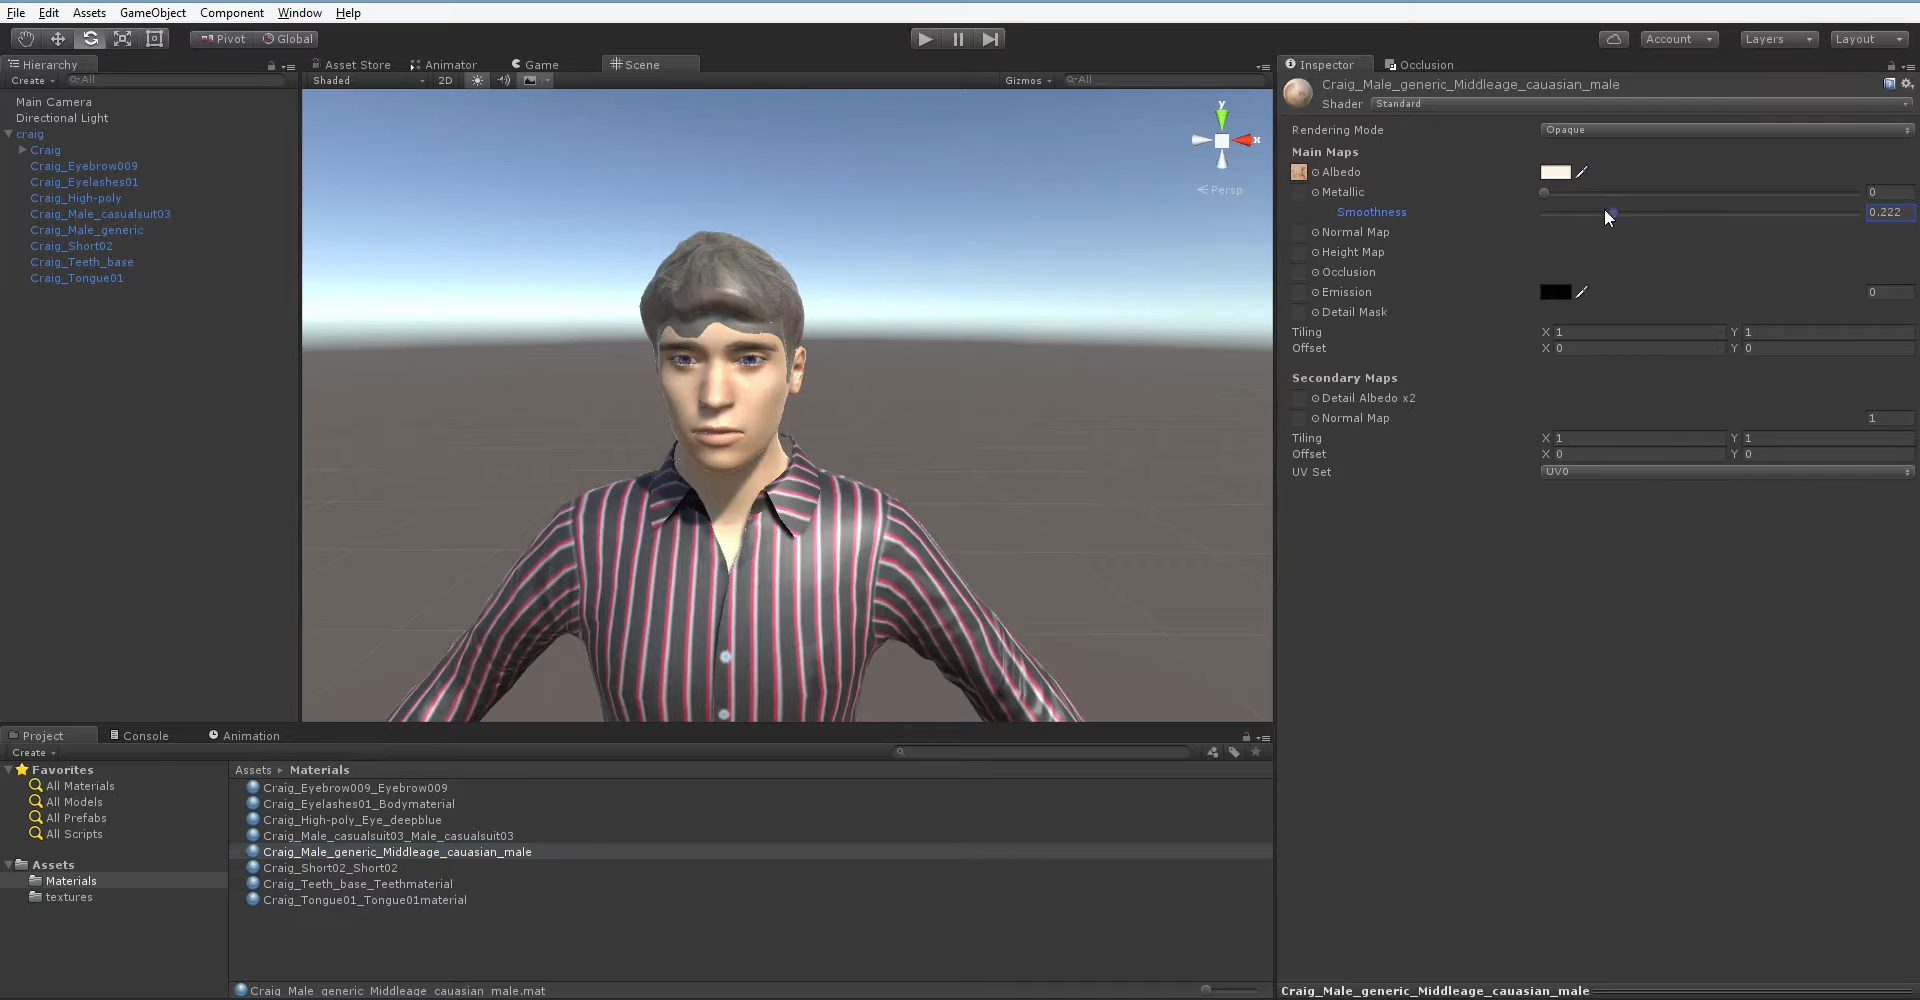 File Edit Assets GameObject Component Window Help
Pivot Global Account Layers Layout
Hierarchy
Create All
Main Camera
Directional Light
craig
Craig
Craig_Eyebrow009
Craig_Eyelashes01
Craig_High-poly
Craig_Male_casualsuit03
Craig_Male_generic
Craig_Short02
Craig_Teeth_base
Craig_Tongue01
Asset Store Animator Game Scene
Shaded 2D Gizmos All
y
x
Persp
Inspector Occlusion
Craig_Male_generic_Middleage_cauasian_male
Shader Standard
Rendering Mode Opaque
Main Maps
Albedo
Metallic 0
Smoothness 0.222
Normal Map
Height Map
Occlusion
Emission 0
Detail Mask
Tiling X 1 Y 1
Offset X 0 Y 0
Secondary Maps
Detail Albedo x2
Normal Map 1
Tiling X 1 Y 1
Offset X 0 Y 0
UV Set UV0
Project Console Animation
Create
Favorites
All Materials
All Models
All Prefabs
All Scripts
Assets
Materials
textures
Assets ▸ Materials
Craig_Eyebrow009_Eyebrow009
Craig_Eyelashes01_Bodymaterial
Craig_High-poly_Eye_deepblue
Craig_Male_casualsuit03_Male_casualsuit03
Craig_Male_generic_Middleage_cauasian_male
Craig_Short02_Short02
Craig_Teeth_base_Teethmaterial
Craig_Tongue01_Tongue01material
Craig_Male_generic_Middleage_cauasian_male.mat
Craig_Male_generic_Middleage_cauasian_male